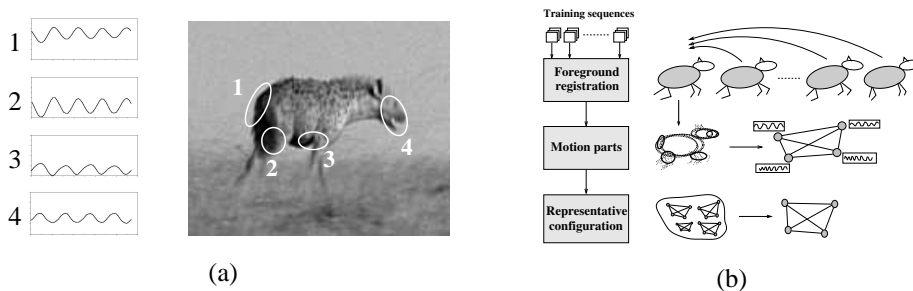 1
2
3
4
1
2
3
4
(a)
Training sequences
Foreground
registration
Motion parts
Representative
configuration
(b)